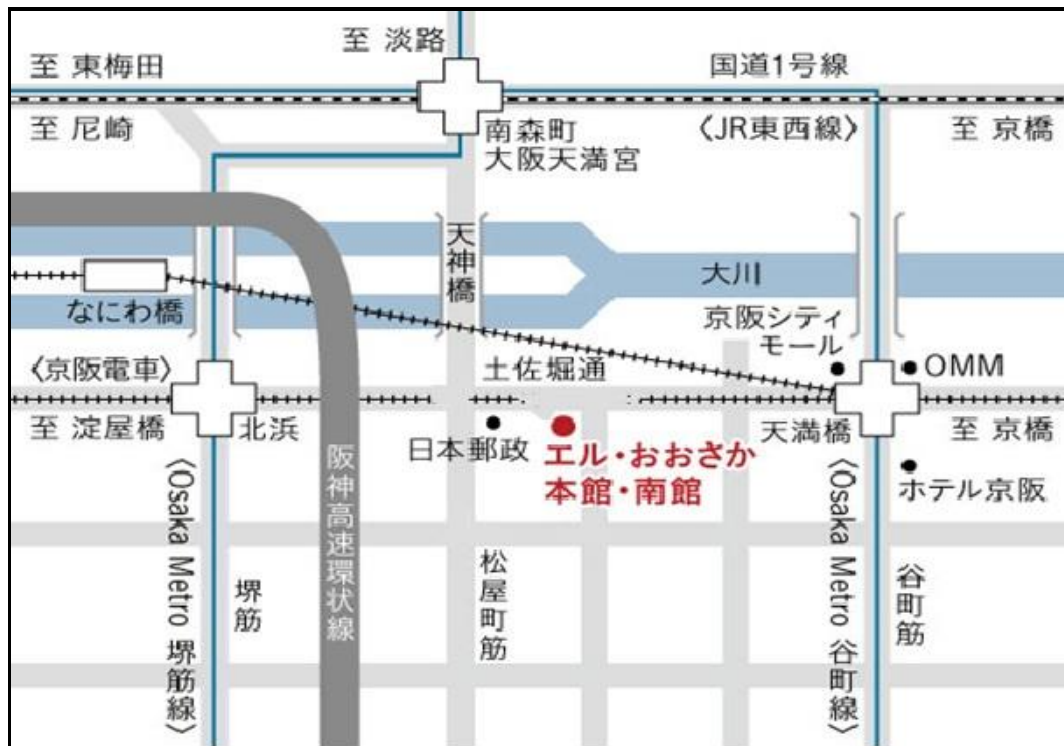 至 淡路
至 東梅田
国道1号線
至 尼崎
南森町
大阪天満宮
〈JR東西線〉
至 京橋
天神橋
大川
なにわ橋
京阪シティ
モール
〈京阪電車〉
土佐堀通
OMM
至 淀屋橋
北浜
日本郵政
エル・おおさか
本館・南館
天満橋
至 京橋
ホテル京阪
阪神高速環状線
〈Osaka Metro 堺筋線〉
堺筋
松屋町筋
〈Osaka Metro 谷町線〉
谷町筋